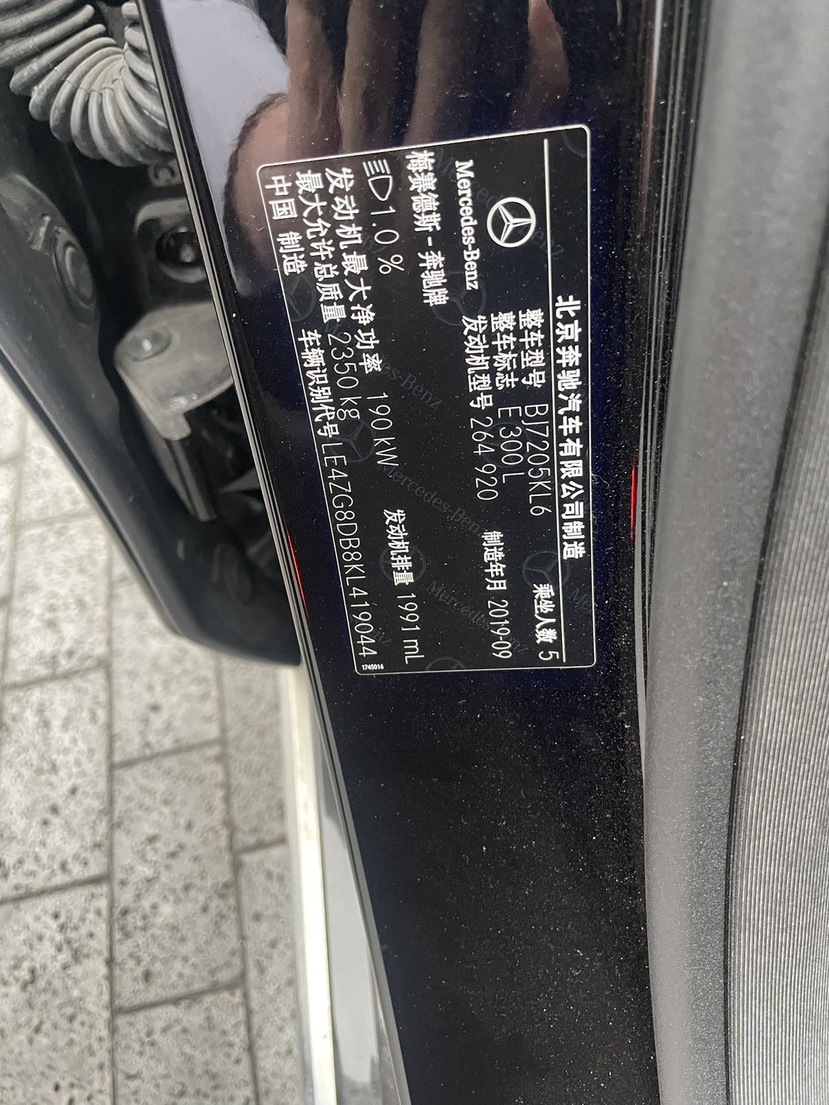 北京奔驰汽车有限公司制造
整车型号 BJ7205KL6 乘坐人数 5
整车标志 E 300 L
发动机型号 264 920 制造年月 2019-09
Mercedes-Benz
梅赛德斯-奔驰牌
1.0 %
发动机最大净功率 190 kW 发动机排量 1991 mL
最大允许总质量 2350 kg
中国 制造 车辆识别代号 LE4ZG8DB8KL419044
1745016